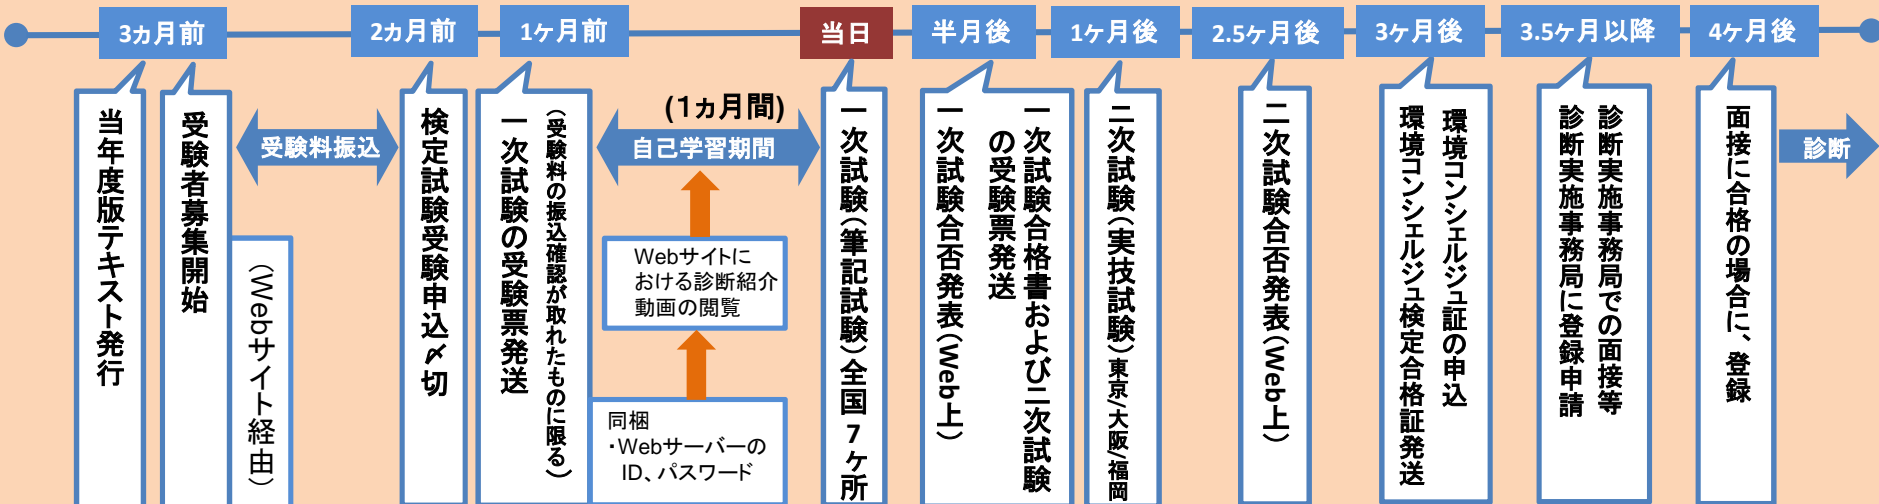 3カ月前
2カ月前
1ケ月前
当日
半月後
1ケ月後
2.5ケ月後
3ケ月後
3.5ケ月以降
4ケ月後
当年度版テキスト発行
受験者募集開始
(Webサイト経由)
受験料振込
検定試験受験申込〆切
(受験料の振込確認が取れたものに限る)
一次試験の受験票発送
(1ヵ月間)
自己学習期間
Webサイトに
おける診断紹介
動画の閲覧
同梱
・Webサーバーの
ID、パスワード
一次試験(筆記試験)全国7ヶ所
一次試験合格書および二次試験
の受験票発送
一次試験合否発表(Web上)
二次試験(実技試験)東京/大阪/福岡
二次試験合否発表(Web上)
環境コンシェルジュ証の申込
環境コンシェルジュ検定合格証発送
診断実施事務局での面接等
診断実施事務局に登録申請
面接に合格の場合に、登録
診断